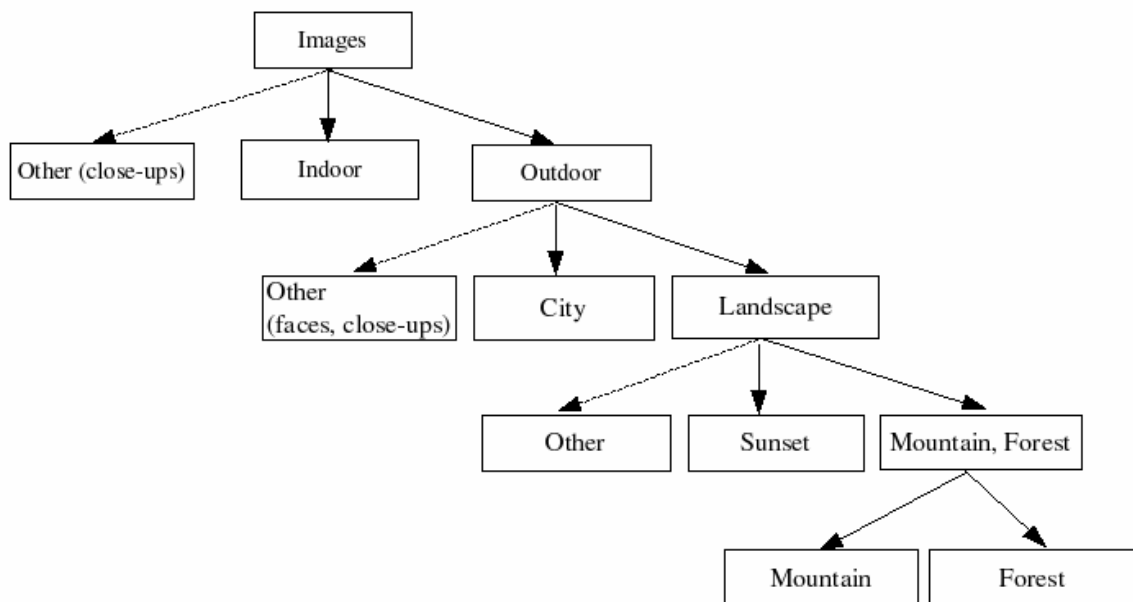 Images
Other (close-ups)
Indoor
Outdoor
Other
(faces, close-ups)
City
Landscape
Other
Sunset
Mountain, Forest
Mountain
Forest